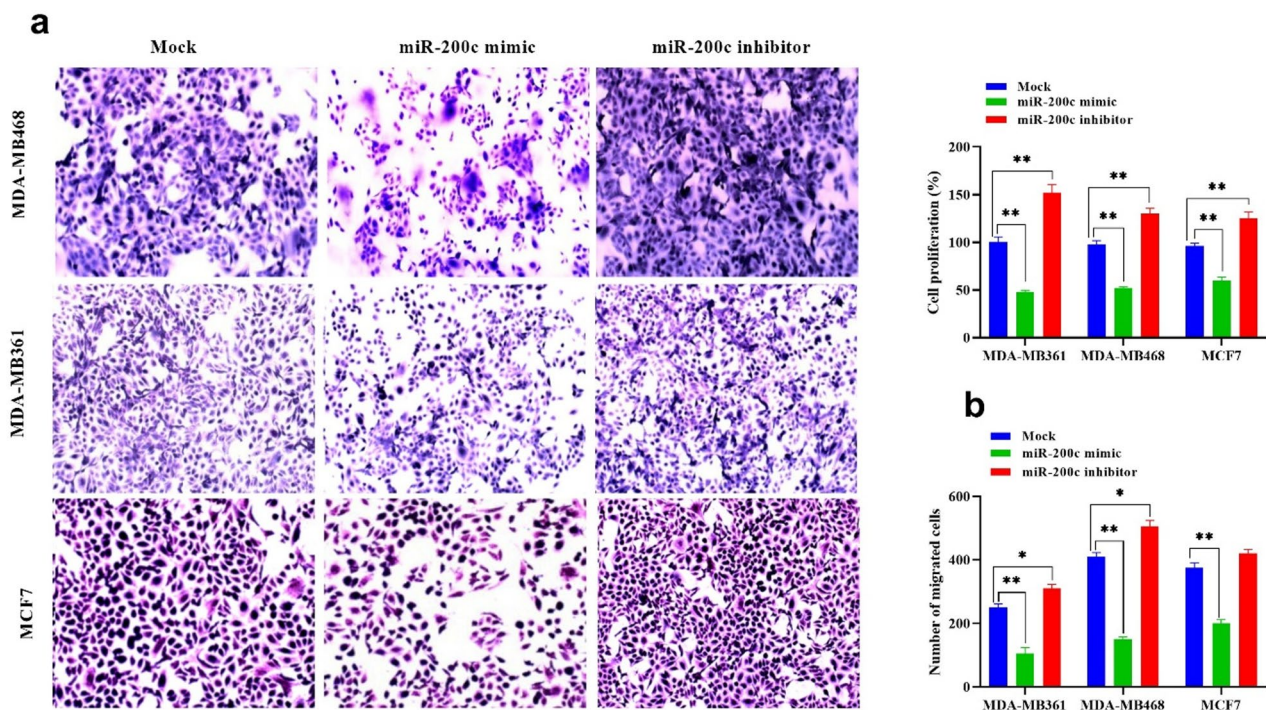 a
Mock
miR-200c mimic
miR-200c inhibitor
MDA-MB468
MDA-MB361
MCF7
Mock
miR-200c mimic
miR-200c inhibitor
Cell proliferation (%)
200
150
100
50
0
** ** ** ** ** **
MDA-MB361 MDA-MB468 MCF7
b
Mock
miR-200c mimic
miR-200c inhibitor
Number of migrated cells
600
400
200
0
* ** * ** **
MDA-MB361 MDA-MB468 MCF7